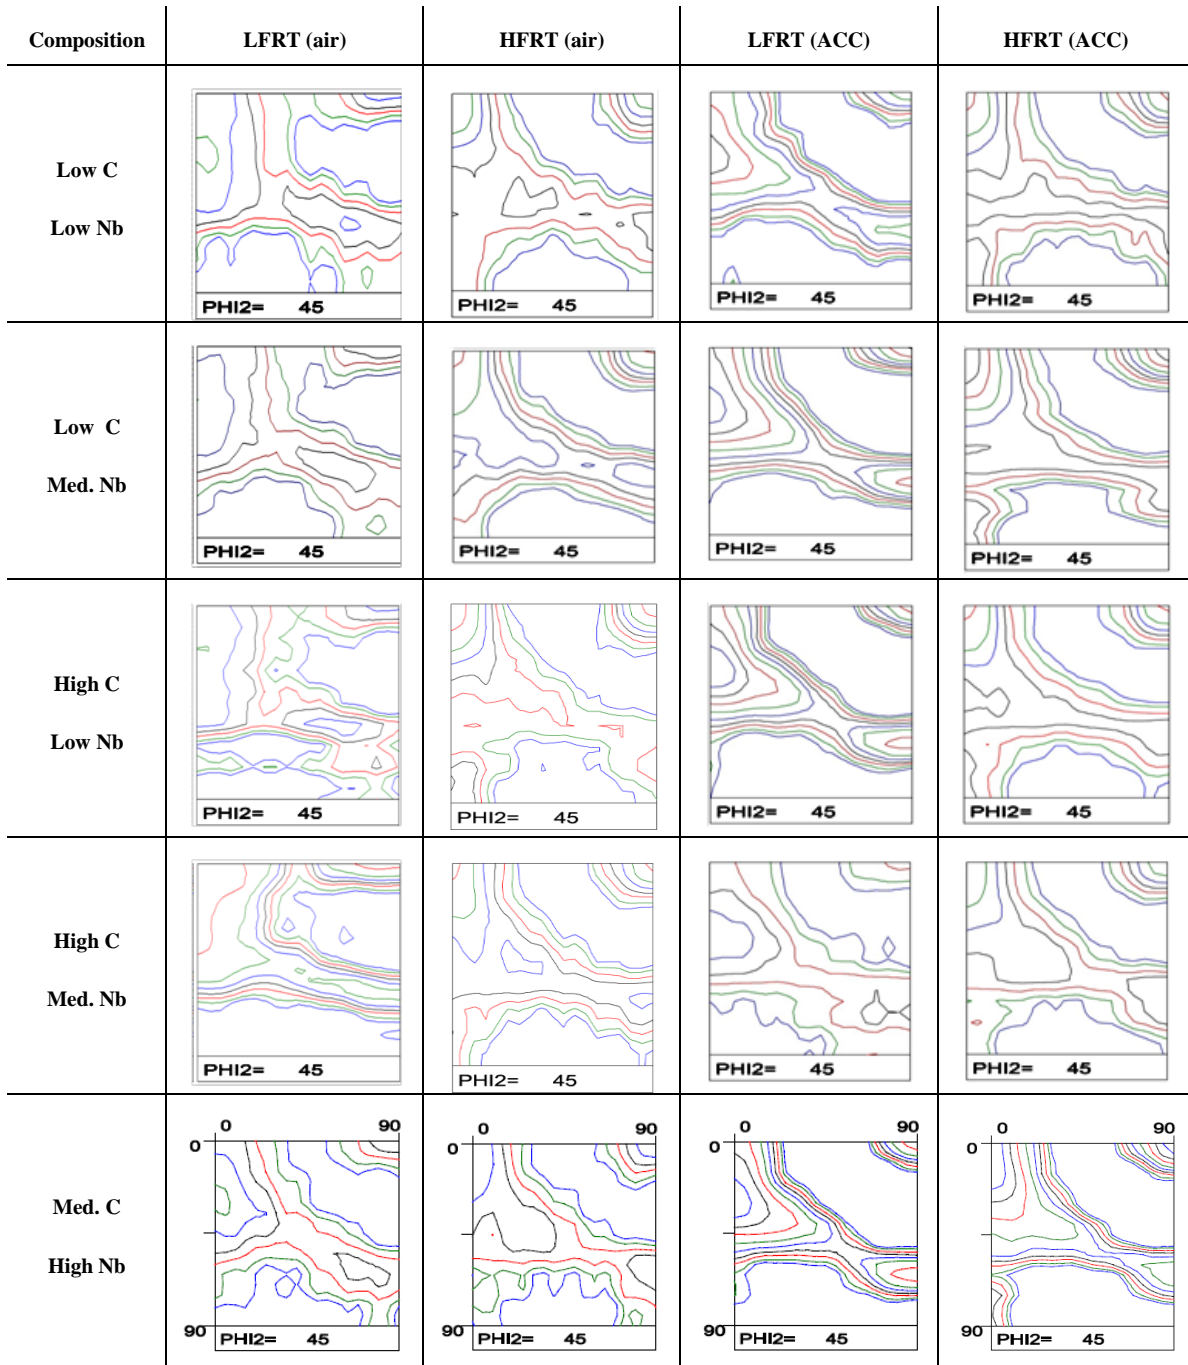 Composition LFRT (air) HFRT (air) LFRT (ACC) HFRT (ACC)
Low C
Low Nb
PHI2= 45 PHI2= 45 PHI2= 45 PHI2= 45
Low C
Med. Nb
PHI2= 45 PHI2= 45 PHI2= 45 PHI2= 45
High C
Low Nb
PHI2= 45 PHI2= 45 PHI2= 45 PHI2= 45
High C
Med. Nb
PHI2= 45 PHI2= 45 PHI2= 45 PHI2= 45
0 90 0 90 0 90 0 90
0 0 0 0
Med. C
High Nb
90 90 90 90
PHI2= 45 PHI2= 45 PHI2= 45 PHI2= 45